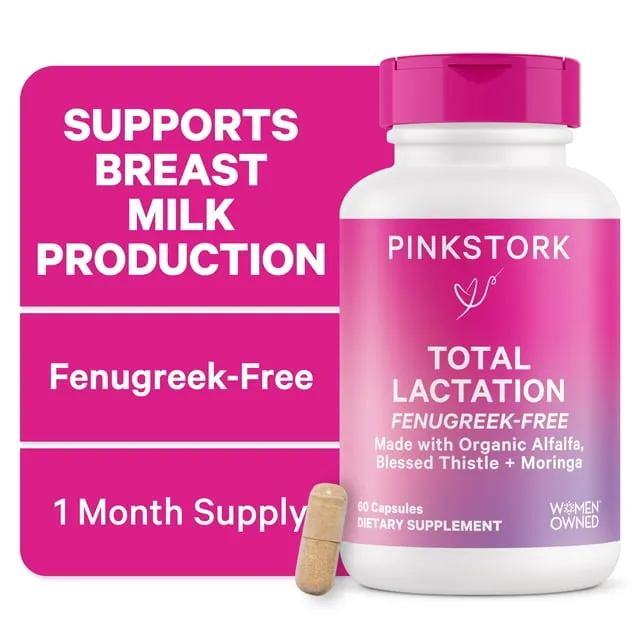 SUPPORTS
BREAST
MILK
PRODUCTION
Fenugreek-Free
1 Month Supply
PINKSTORK
TOTAL
LACTATION
FENUGREEK-FREE
Made with Organic Alfalfa,
Blessed Thistle + Moringa
60 Capsules
DIETARY SUPPLEMENT
WOMEN
OWNED